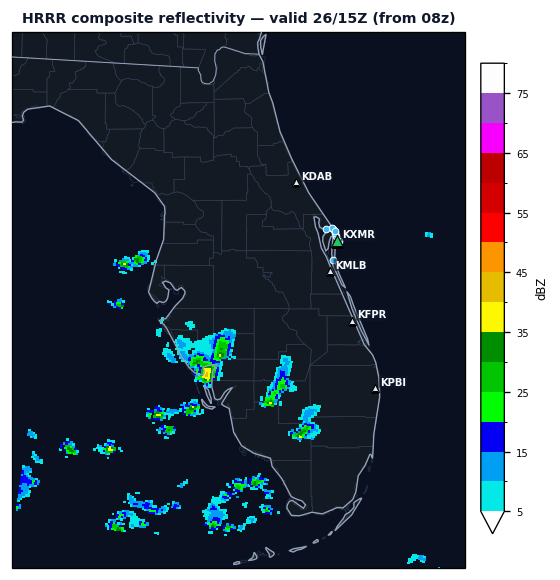 HRRR composite reflectivity — valid 26/15Z (from 08z)
KDAB
KXMR
KMLB
KFPR
KPBI
75
65
55
45
35
25
15
5
dBZ